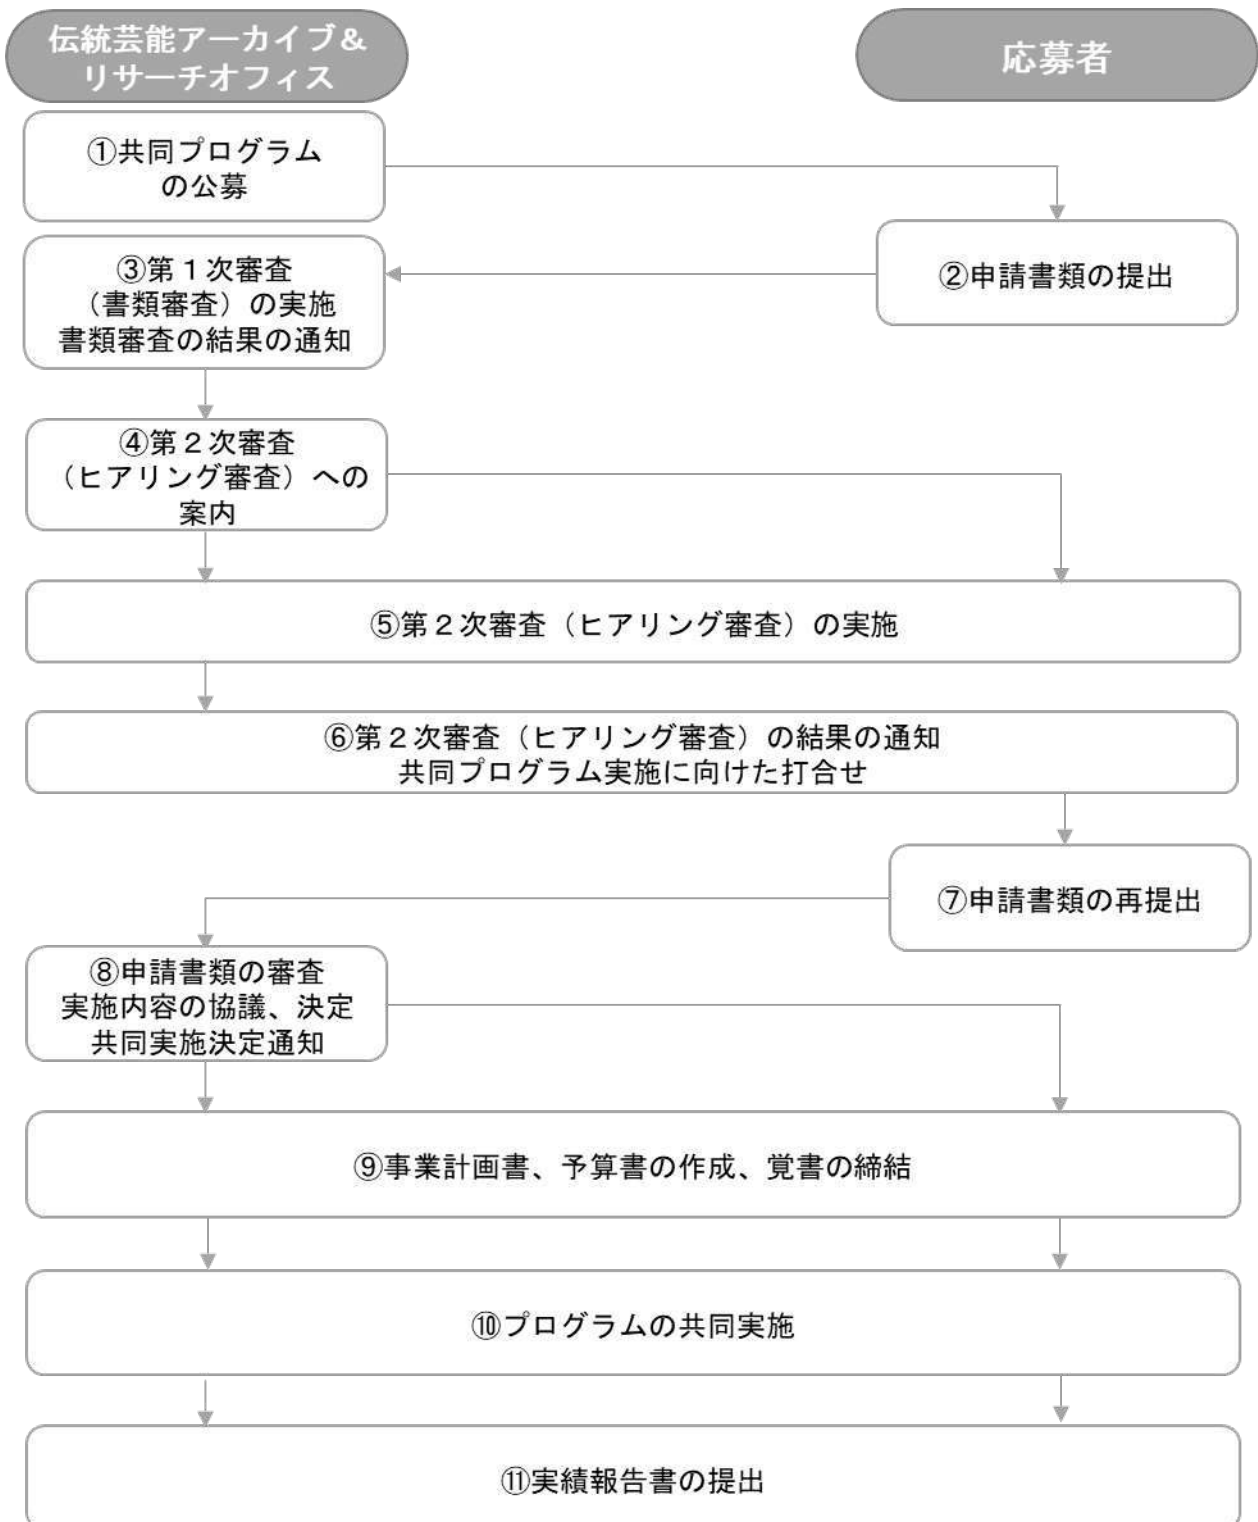 伝統芸能アーカイブ＆
リサーチオフィス
応募者
①共同プログラム
の公募
②申請書類の提出
③第１次審査
（書類審査）の実施
書類審査の結果の通知
④第２次審査
（ヒアリング審査）への
案内
⑤第２次審査（ヒアリング審査）の実施
⑥第２次審査（ヒアリング審査）の結果の通知
共同プログラム実施に向けた打合せ
⑦申請書類の再提出
⑧申請書類の審査
実施内容の協議、決定
共同実施決定通知
⑨事業計画書、予算書の作成、覚書の締結
⑩プログラムの共同実施
⑪実績報告書の提出